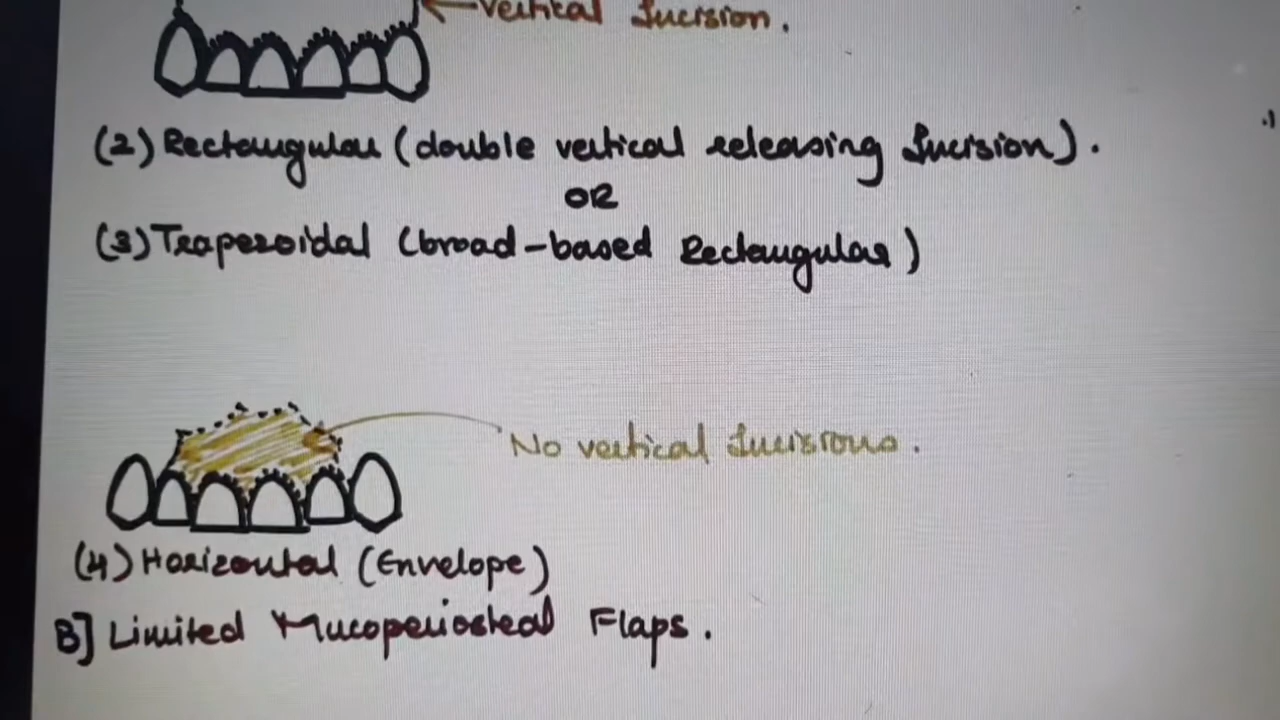 Vertical Incision.
(2) Rectangular (double vertical releasing Incision).
OR
(3) Trapezoidal (broad-based Rectangular)
No vertical Incisions.
(4) Horizontal (Envelope)
B] Limited Mucoperiosteal Flaps.